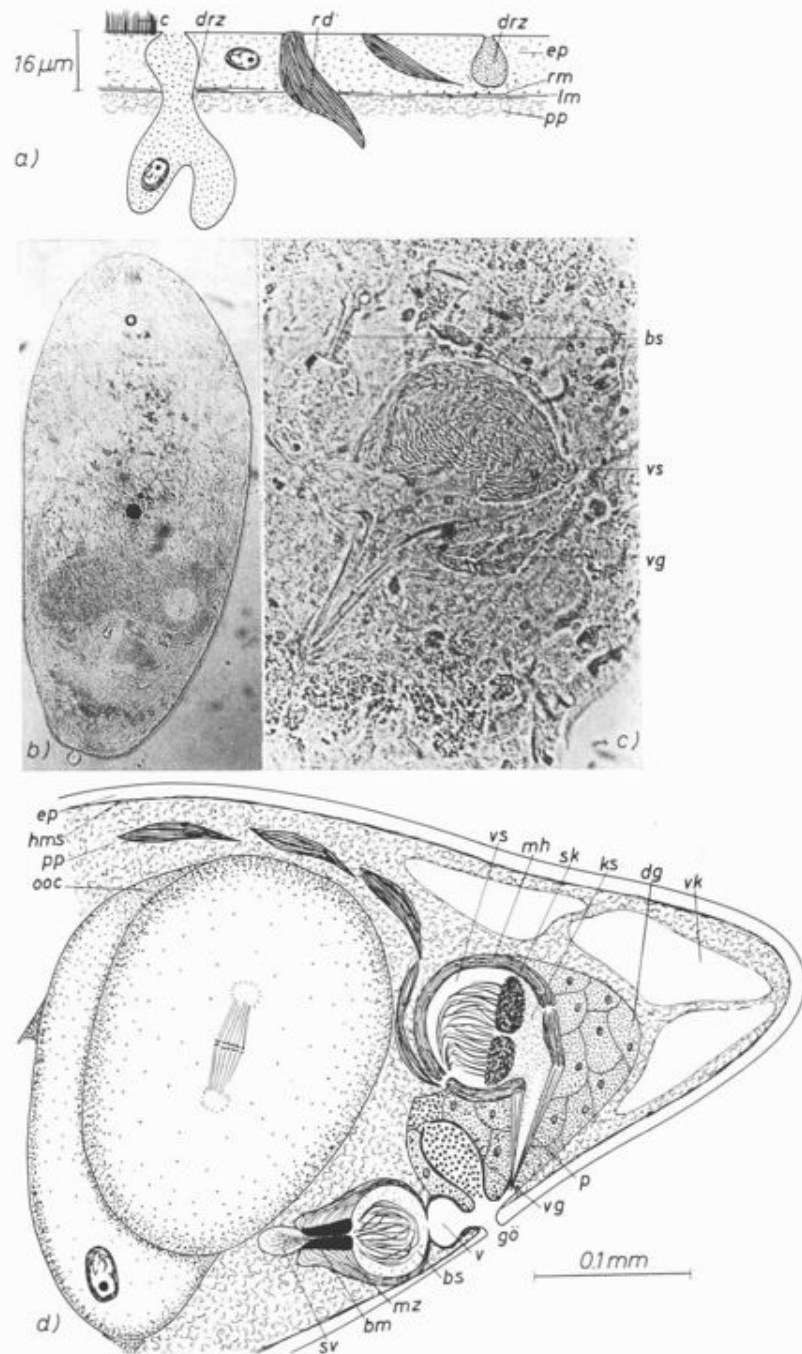 c drz rd drz
16 µm
ep
rm
lm
pp
a)
bs
vs
vg
b)
c)
ep
hms
pp
ooc
vs mh sk ks dg vk
p
vg
gö
v
bs
mz
bm
sv
0.1mm
d)